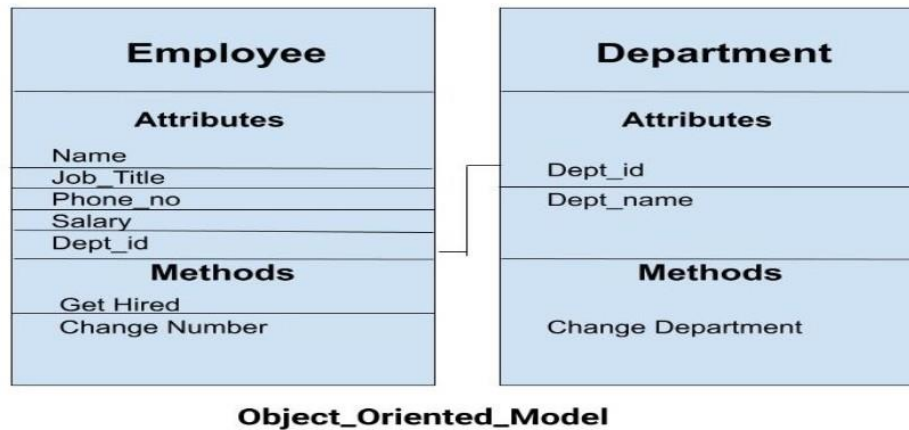 Employee
Attributes
Name
Job_Title
Phone_no
Salary
Dept_id
Methods
Get Hired
Change Number
Department
Attributes
Dept_id
Dept_name
Methods
Change Department
Object_Oriented_Model